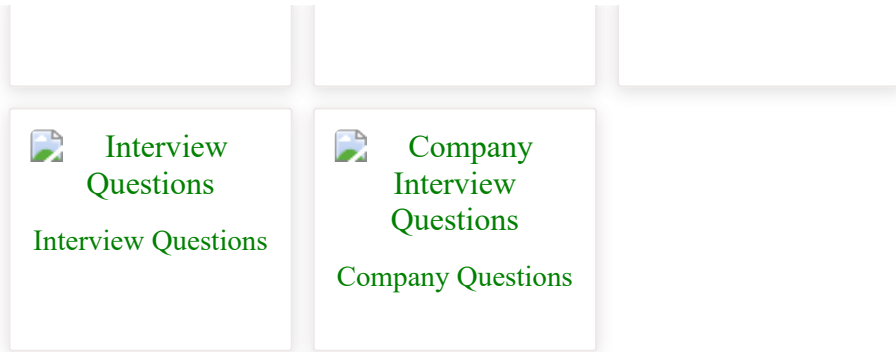 Interview
Questions
Interview Questions
Company
Interview
Questions
Company Questions